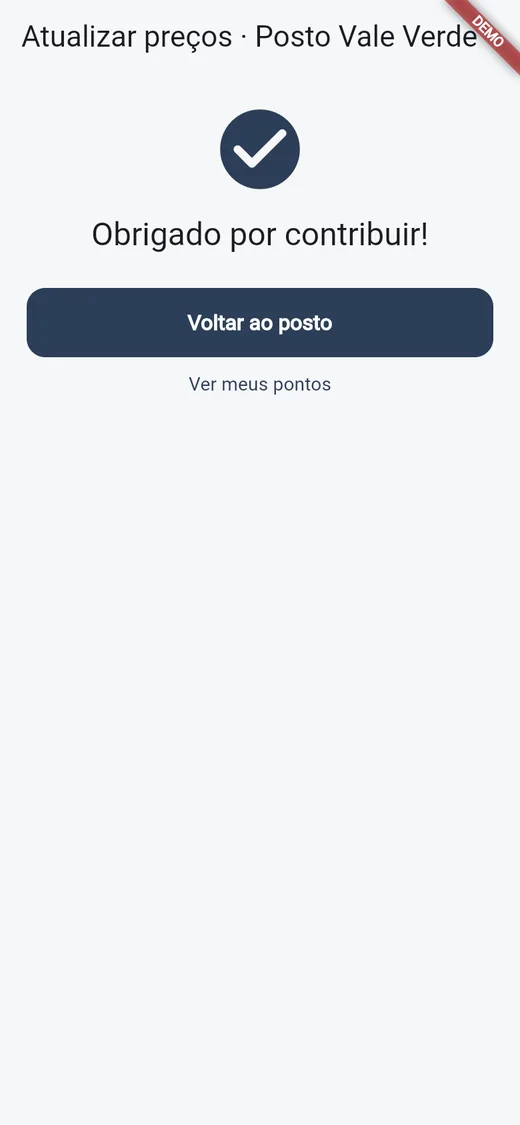 Atualizar preços · Posto Vale Verde
DEMO
Obrigado por contribuir!
Voltar ao posto
Ver meus pontos